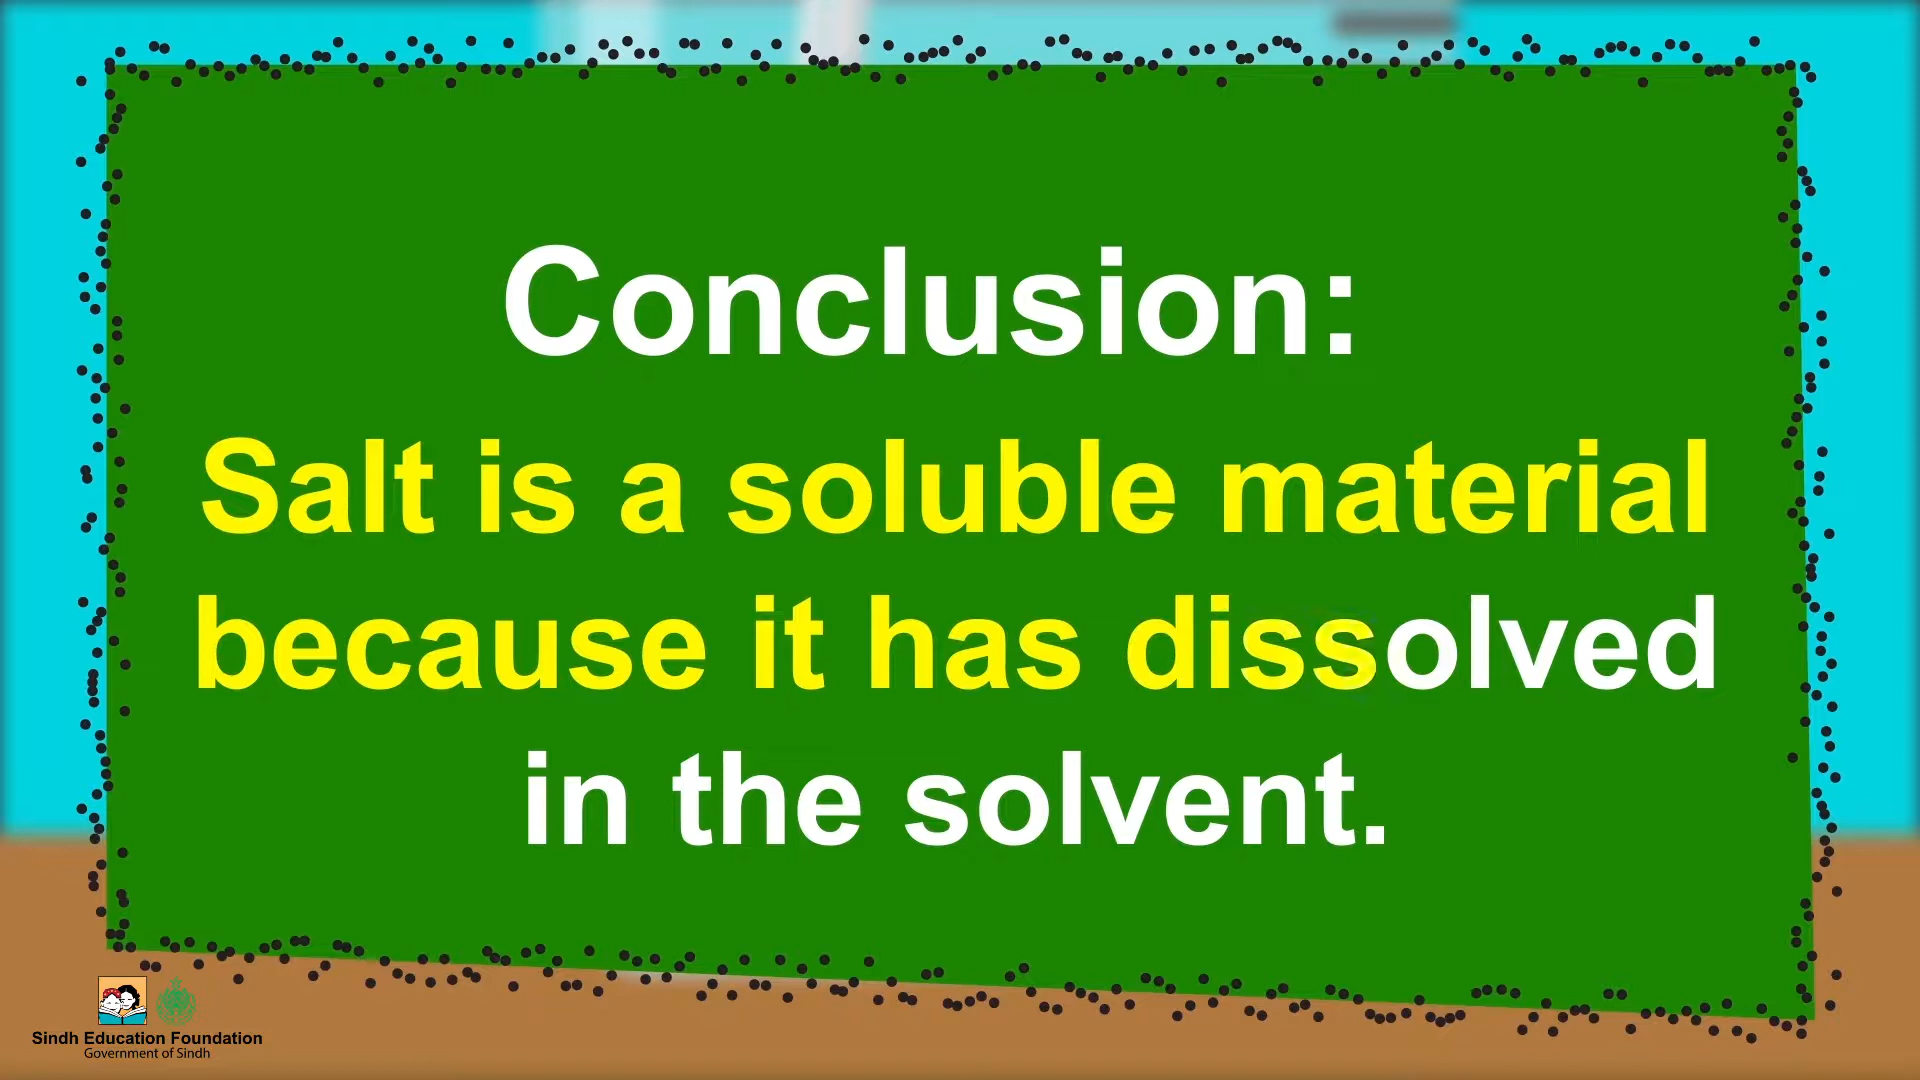 Conclusion:
Salt is a soluble material
because it has dissolved
in the solvent.
Sindh Education Foundation
Government of Sindh